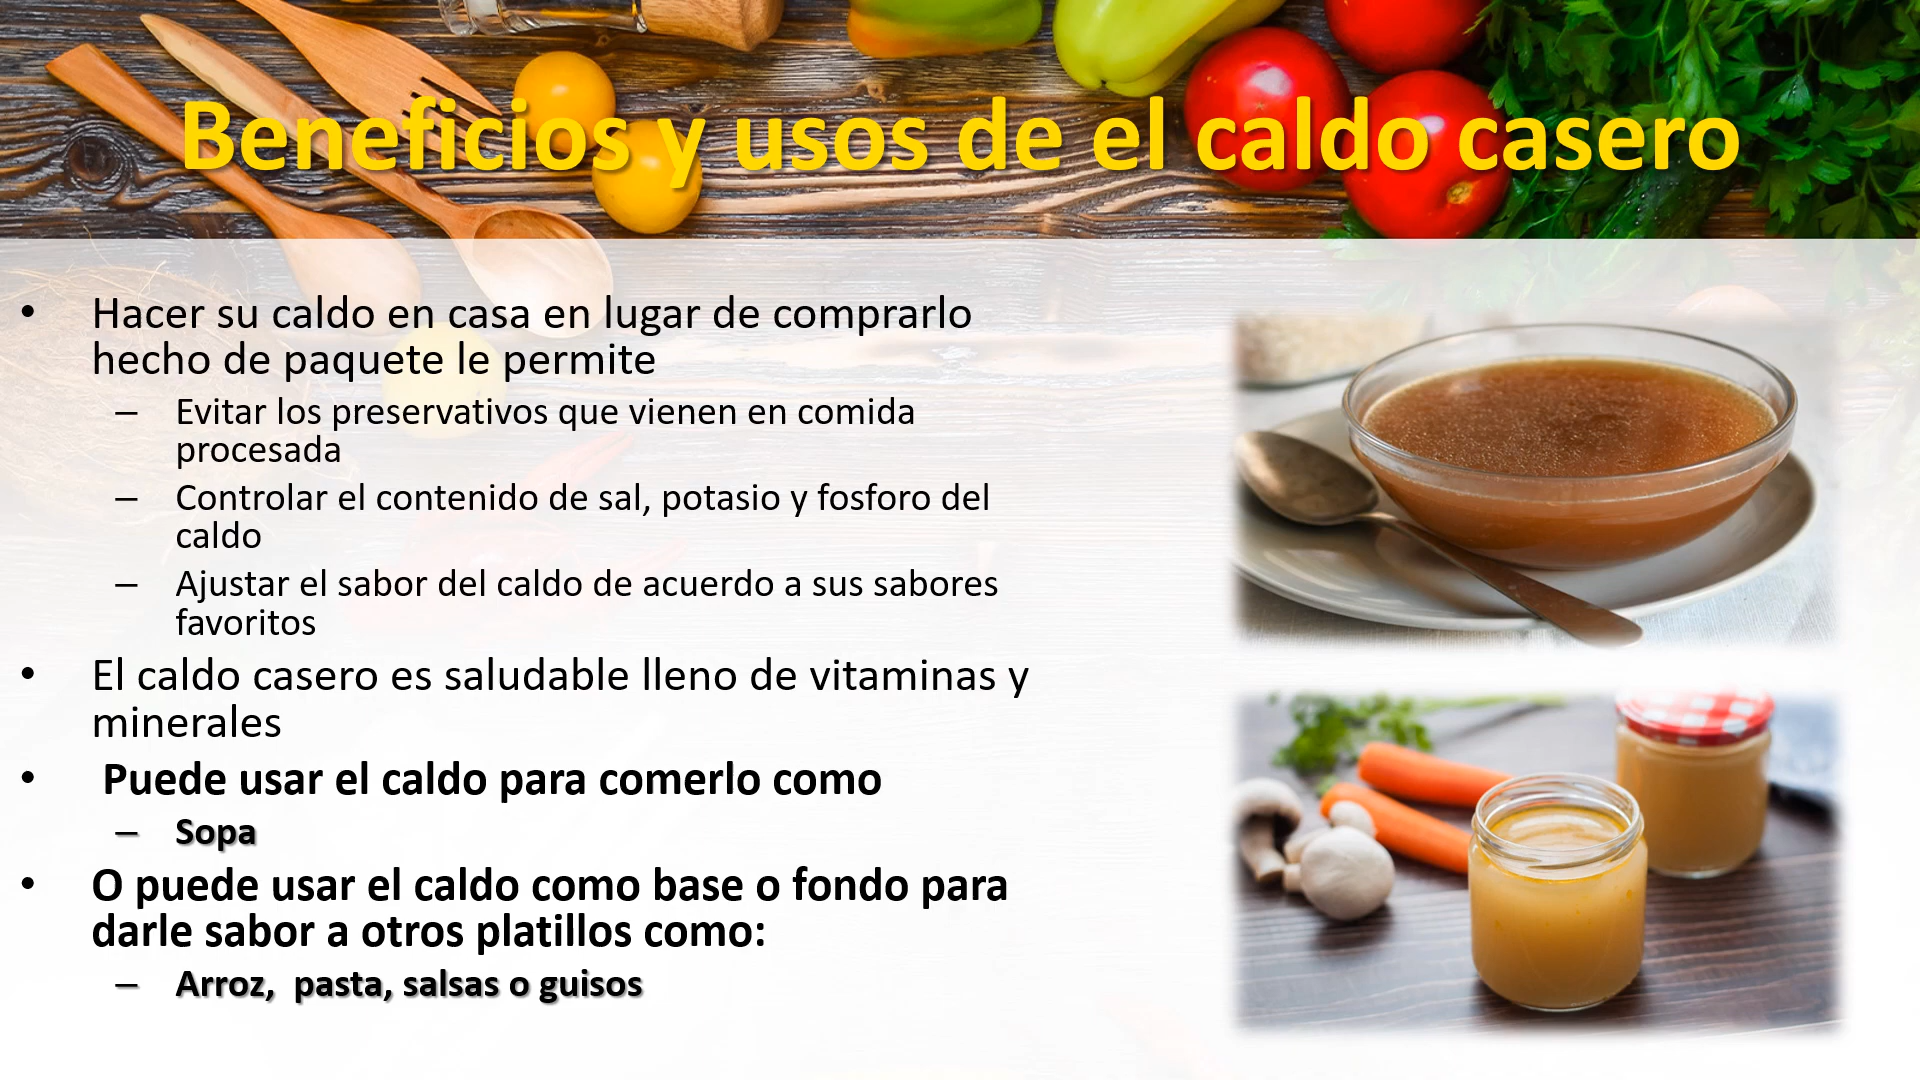 Beneficios y usos de el caldo casero
• Hacer su caldo en casa en lugar de comprarlo
hecho de paquete le permite
– Evitar los preservativos que vienen en comida
procesada
– Controlar el contenido de sal, potasio y fosforo del
caldo
– Ajustar el sabor del caldo de acuerdo a sus sabores
favoritos
• El caldo casero es saludable lleno de vitaminas y
minerales
• Puede usar el caldo para comerlo como
– Sopa
• O puede usar el caldo como base o fondo para
darle sabor a otros platillos como:
– Arroz, pasta, salsas o guisos